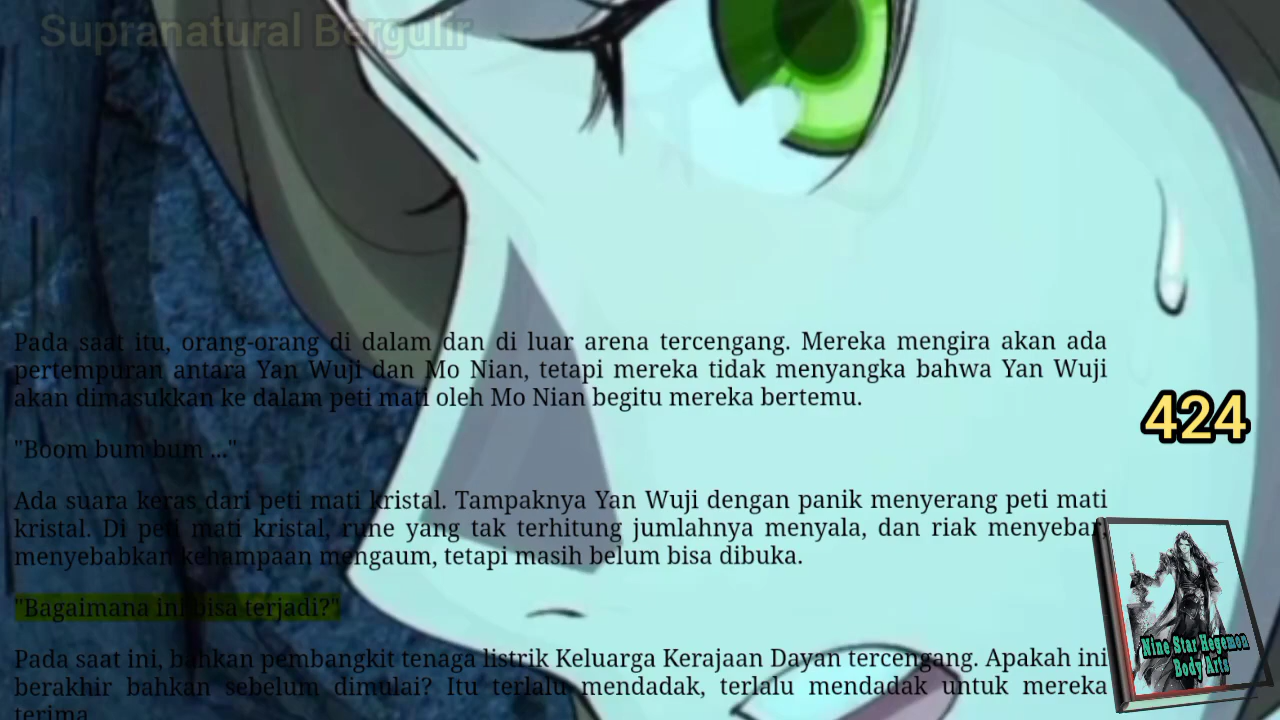 Supranatural Bergulir
Pada saat itu, orang-orang di dalam dan di luar arena tercengang. Mereka mengira akan ada
pertempuran antara Yan Wuji dan Mo Nian, tetapi mereka tidak menyangka bahwa Yan Wuji
akan dimasukkan ke dalam peti mati oleh Mo Nian begitu mereka bertemu.
"Boom bum bum ..."
Ada suara keras dari peti mati kristal. Tampaknya Yan Wuji dengan panik menyerang peti mati
kristal. Di peti mati kristal, rune yang tak terhitung jumlahnya menyala, dan riak menyebar,
menyebabkan kehampaan mengaum, tetapi masih belum bisa dibuka.
"Bagaimana ini bisa terjadi?"
Pada saat ini, bahkan pembangkit tenaga listrik Keluarga Kerajaan Dayan tercengang. Apakah ini
berakhir bahkan sebelum dimulai? Itu terlalu mendadak, terlalu mendadak untuk mereka
terima.
424
Nine Star Hegemon
Body Arts